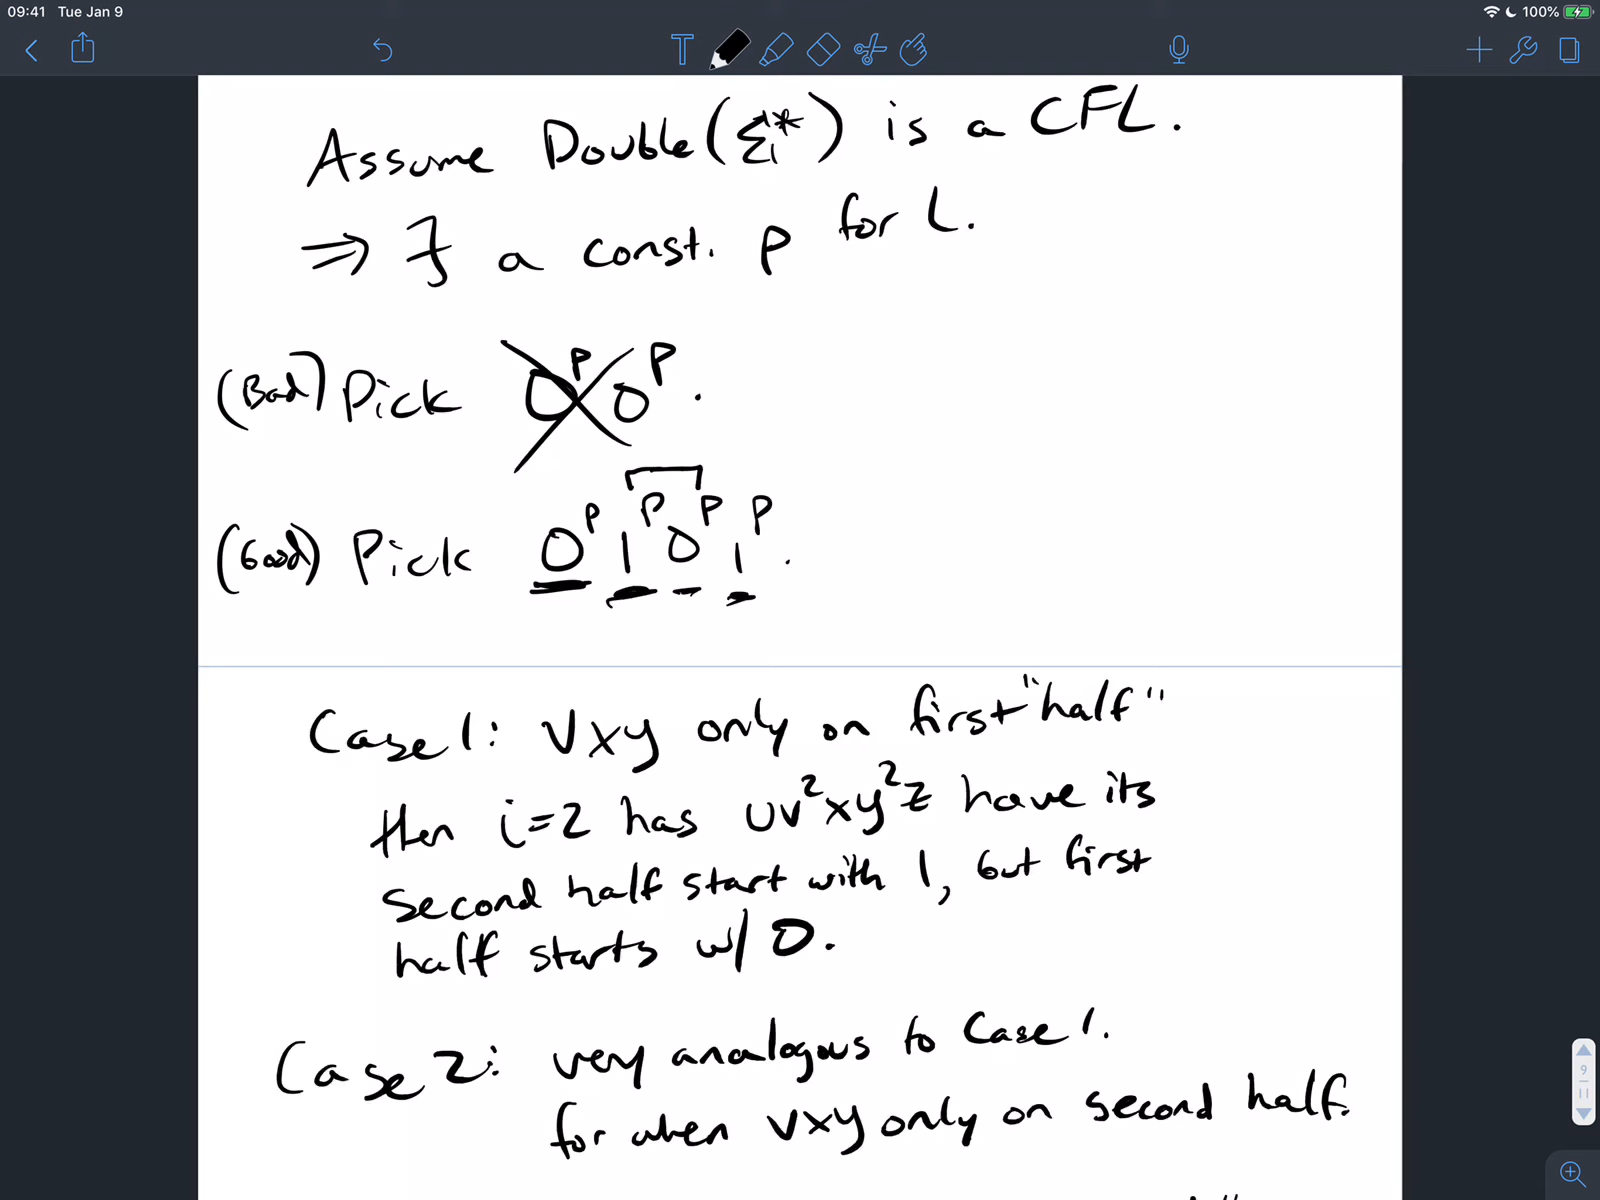 09:41 Tue Jan 9
100%
T
Assume Double(Σ₁*) is a CFL.
⇒ ∃ a const. p for L.
(Bad) Pick 0ᵖ0ᵖ.
(Good) Pick 0ᵖ1ᵖ0ᵖ1ᵖ.
Case 1: vxy only on first "half"
then i=2 has uv²xy²z have its
second half start with 1, but first
half starts w/ 0.
Case 2: very analogous to Case 1.
for when vxy only on second half.
9
11